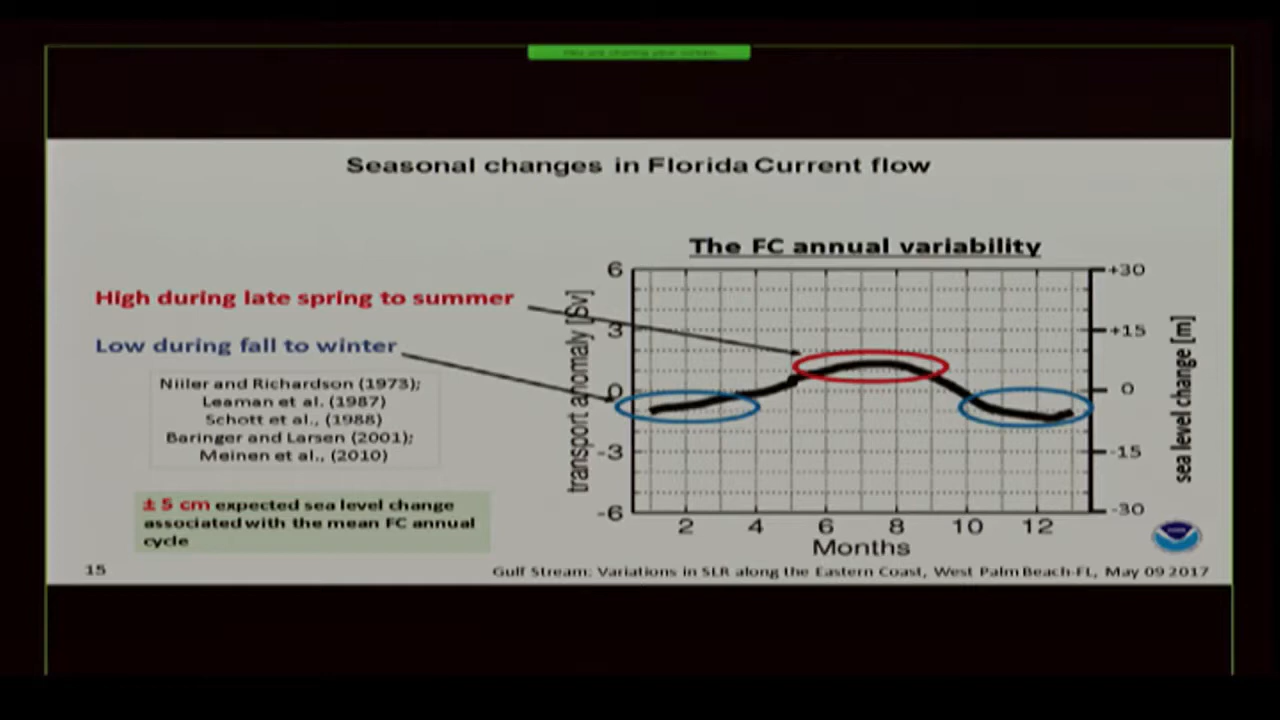 Seasonal changes in Florida Current flow
The FC annual variability
High during late spring to summer
Low during fall to winter
Niiler and Richardson (1973);
Leaman et al. (1987)
Schott et al., (1988)
Baringer and Larsen (2001);
Meinen et al., (2010)
± 5 cm expected sea level change
associated with the mean FC annual
cycle
transport anomaly [Sv]
6
3
0
-3
-6
+30
+15
0
-15
-30
sea level change [m]
2 4 6 8 10 12
Months
15
Gulf Stream: Variations in SLR along the Eastern Coast, West Palm Beach-FL, May 09 2017